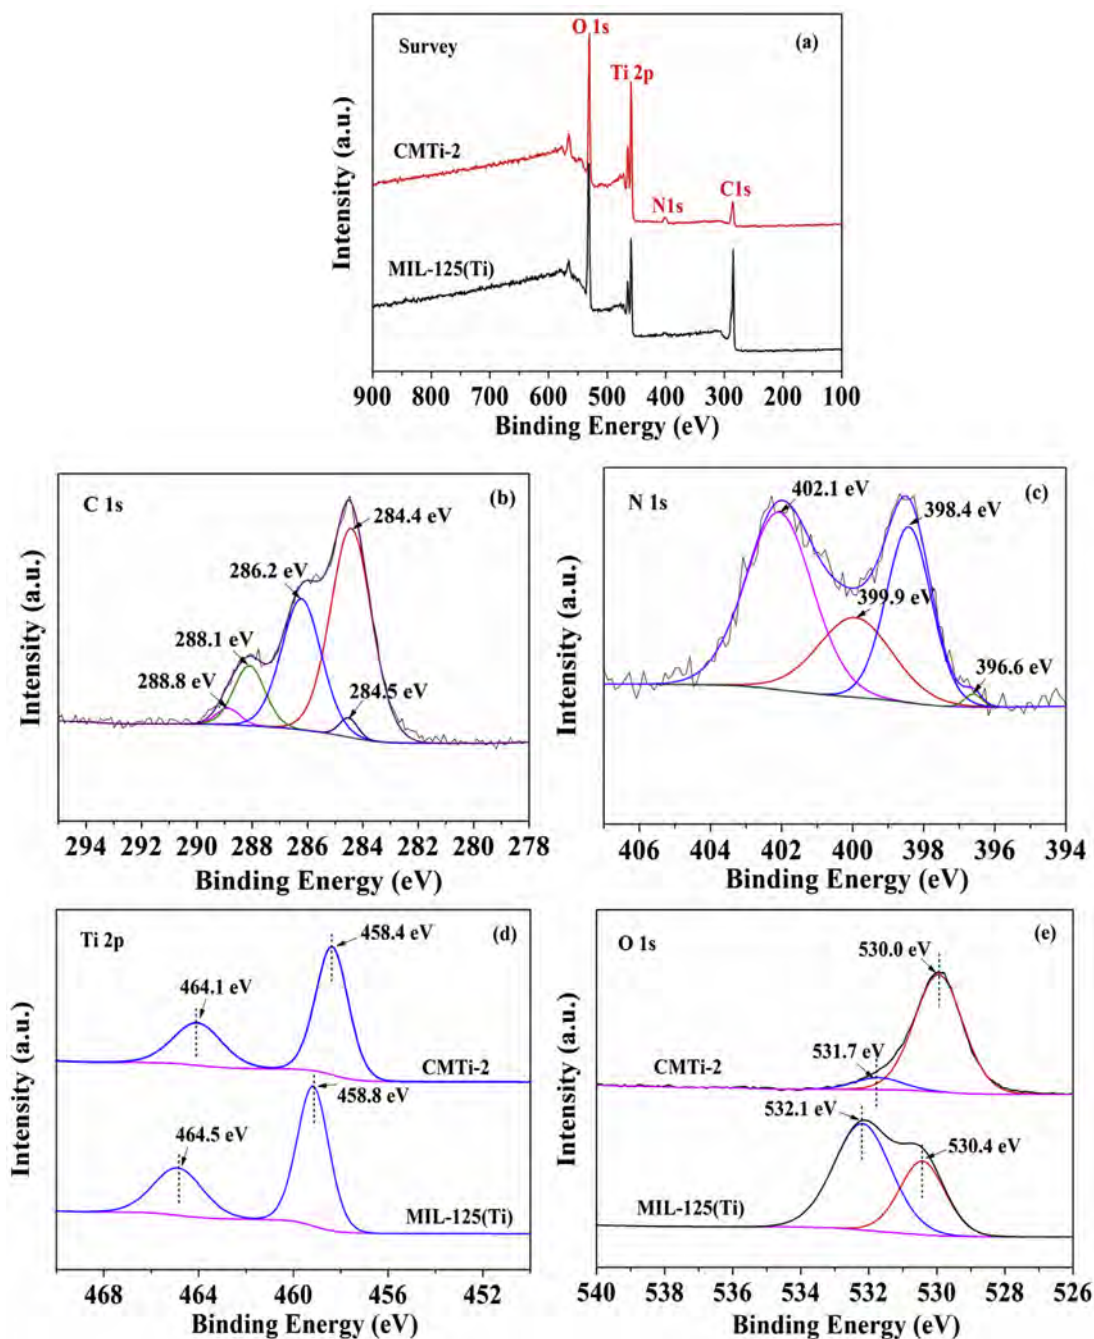 O 1s
(a)
Survey
Ti 2p
CMTi-2
C1s
N1s
MIL-125(Ti)
Intensity (a.u.)
900 800 700 600 500 400 300 200 100
Binding Energy (eV)
C 1s
(b)
284.4 eV
286.2 eV
288.1 eV
288.8 eV
284.5 eV
Intensity (a.u.)
294 292 290 288 286 284 282 280 278
Binding Energy (eV)
N 1s
402.1 eV
(c)
398.4 eV
399.9 eV
396.6 eV
Intensity (a.u.)
406 404 402 400 398 396 394
Binding Energy (eV)
Ti 2p
(d)
458.4 eV
464.1 eV
CMTi-2
458.8 eV
464.5 eV
MIL-125(Ti)
Intensity (a.u.)
468 464 460 456 452
Binding Energy (eV)
O 1s
(e)
530.0 eV
531.7 eV
CMTi-2
532.1 eV
530.4 eV
MIL-125(Ti)
Intensity (a.u.)
540 538 536 534 532 530 528 526
Binding Energy (eV)